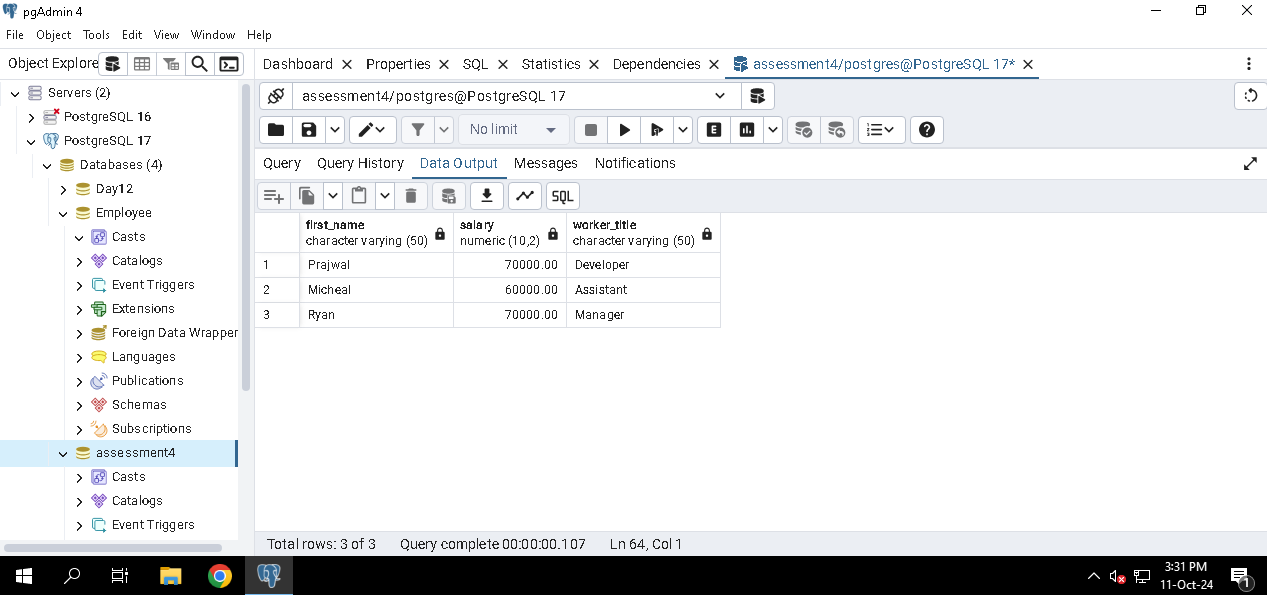 pgAdmin 4
File Object Tools Edit View Window Help
Object Explore
Dashboard Properties SQL Statistics Dependencies assessment4/postgres@PostgreSQL 17*
Servers (2)
PostgreSQL 16
PostgreSQL 17
Databases (4)
Day12
Employee
Casts
Catalogs
Event Triggers
Extensions
Foreign Data Wrapper
Languages
Publications
Schemas
Subscriptions
assessment4
Casts
Catalogs
Event Triggers
assessment4/postgres@PostgreSQL 17
No limit
E
Query Query History Data Output Messages Notifications
SQL
first_name salary worker_title
character varying (50) numeric (10,2) character varying (50)
1 Prajwal 70000.00 Developer
2 Micheal 60000.00 Assistant
3 Ryan 70000.00 Manager
Total rows: 3 of 3 Query complete 00:00:00.107 Ln 64, Col 1
3:31 PM
11-Oct-24
1